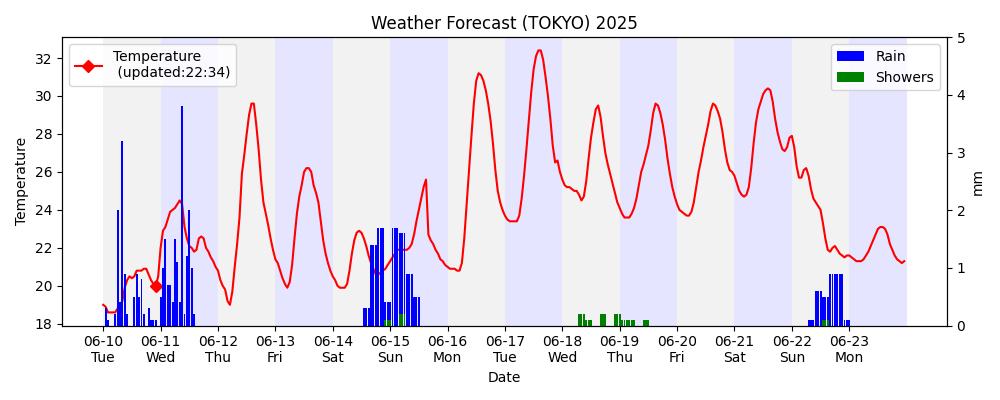 Weather Forecast (TOKYO) 2025
Temperature
(updated:22:34)
Rain
Showers
Temperature
32
30
28
26
24
22
20
18
5
4
3
2
1
0
mm
06-10 06-11 06-12 06-13 06-14 06-15 06-16 06-17 06-18 06-19 06-20 06-21 06-22 06-23
Tue Wed Thu Fri Sat Sun Mon Tue Wed Thu Fri Sat Sun Mon
Date